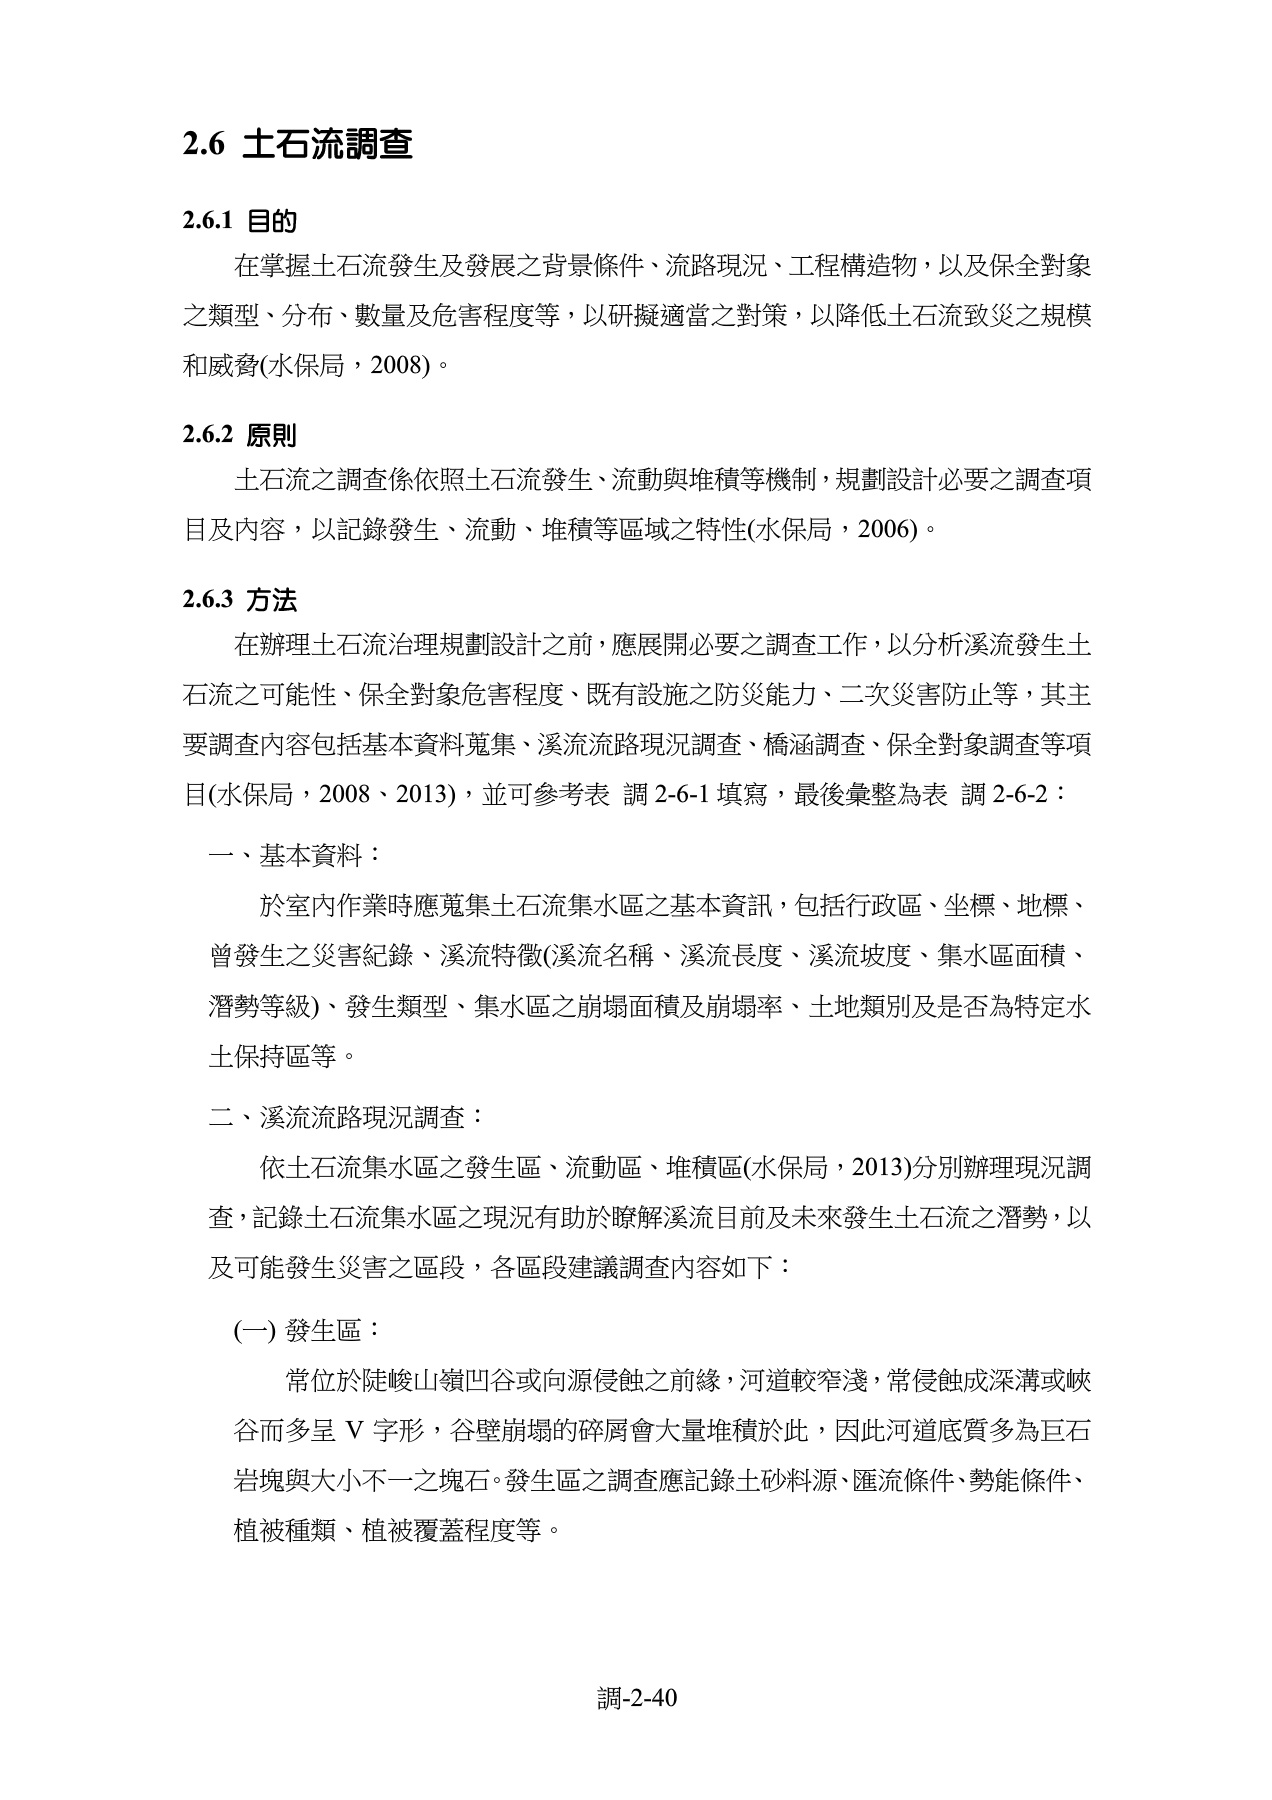 2.6 土石流調查
2.6.1 目的
在掌握土石流發生及發展之背景條件、流路現況、工程構造物，以及保全對象
之類型、分布、數量及危害程度等，以研擬適當之對策，以降低土石流致災之規模
和威脅(水保局，2008)。
2.6.2 原則
土石流之調查係依照土石流發生、流動與堆積等機制，規劃設計必要之調查項
目及內容，以記錄發生、流動、堆積等區域之特性(水保局，2006)。
2.6.3 方法
在辦理土石流治理規劃設計之前，應展開必要之調查工作，以分析溪流發生土
石流之可能性、保全對象危害程度、既有設施之防災能力、二次災害防止等，其主
要調查內容包括基本資料蒐集、溪流流路現況調查、橋涵調查、保全對象調查等項
目(水保局，2008、2013)，並可參考表 調 2-6-1 填寫，最後彙整為表 調 2-6-2：
一、基本資料：
於室內作業時應蒐集土石流集水區之基本資訊，包括行政區、坐標、地標、
曾發生之災害紀錄、溪流特徵(溪流名稱、溪流長度、溪流坡度、集水區面積、
潛勢等級)、發生類型、集水區之崩塌面積及崩塌率、土地類別及是否為特定水
土保持區等。
二、溪流流路現況調查：
依土石流集水區之發生區、流動區、堆積區(水保局，2013)分別辦理現況調
查，記錄土石流集水區之現況有助於瞭解溪流目前及未來發生土石流之潛勢，以
及可能發生災害之區段，各區段建議調查內容如下：
(一) 發生區：
常位於陡峻山嶺凹谷或向源侵蝕之前緣，河道較窄淺，常侵蝕成深溝或峽
谷而多呈 V 字形，谷壁崩塌的碎屑會大量堆積於此，因此河道底質多為巨石
岩塊與大小不一之塊石。發生區之調查應記錄土砂料源、匯流條件、勢能條件、
植被種類、植被覆蓋程度等。
調-2-40